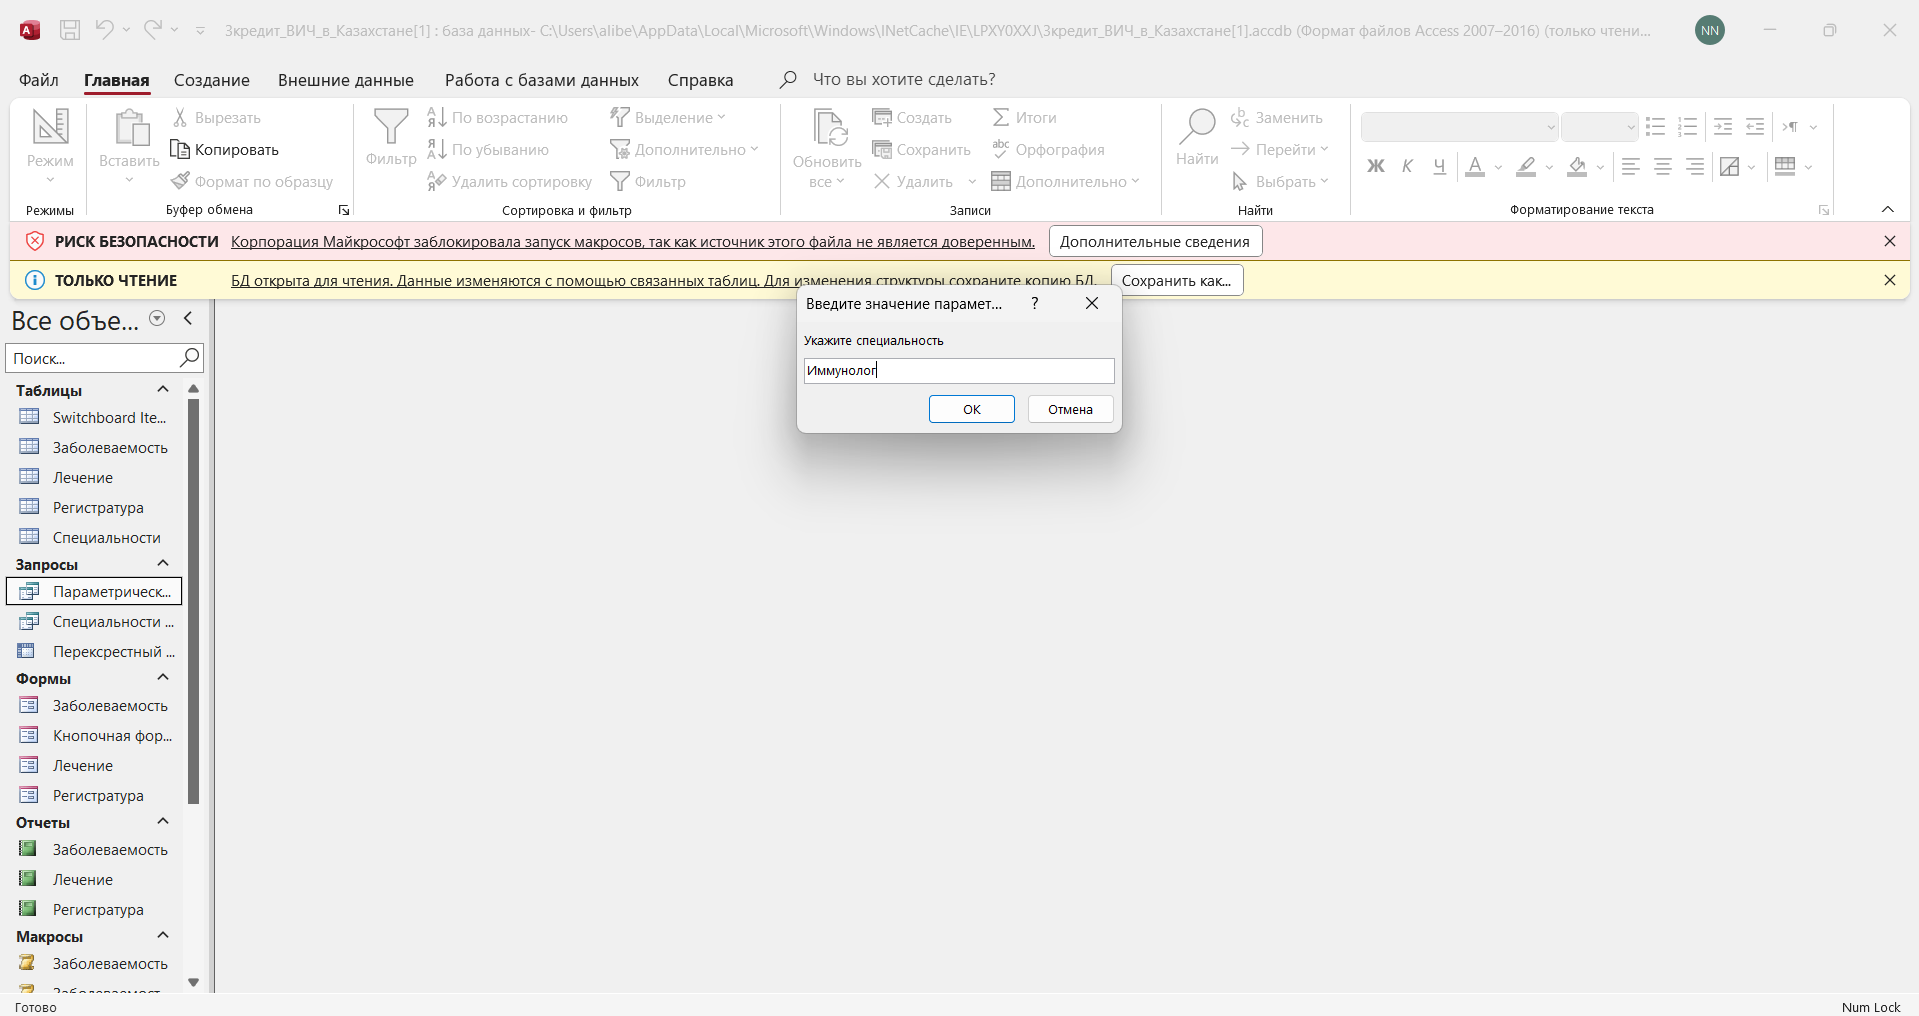 3кредит_ВИЧ_в_Казахстане[1] : база данных- C:\Users\alibe\AppData\Local\Microsoft\Windows\INetCache\IE\LPXY0XXJ\3кредит_ВИЧ_в_Казахстане[1].accdb (Формат файлов Access 2007–2016) (только чтени...
NN
Файл Главная Создание Внешние данные Работа с базами данных Справка Что вы хотите сделать?
Режим
Режимы
Вставить
Вырезать
Копировать
Формат по образцу
Буфер обмена
Фильтр
По возрастанию
По убыванию
Удалить сортировку
Выделение
Дополнительно
Фильтр
Сортировка и фильтр
Обновить
все
Создать
Сохранить
Удалить
Итоги
Орфография
Дополнительно
Записи
Найти
Заменить
Перейти
Выбрать
Найти
Ж К Ч А
Форматирование текста
РИСК БЕЗОПАСНОСТИ Корпорация Майкрософт заблокировала запуск макросов, так как источник этого файла не является доверенным. Дополнительные сведения
ТОЛЬКО ЧТЕНИЕ БД открыта для чтения. Данные изменяются с помощью связанных таблиц. Для изменения структуры сохраните копию БД. Сохранить как...
Введите значение парамет... ?
Укажите специальность
Иммунолог
ОК Отмена
Все объе...
Поиск...
Таблицы
Switchboard Ite...
Заболеваемость
Лечение
Регистратура
Специальности
Запросы
Параметрическ...
Специальности ...
Перексрестный ...
Формы
Заболеваемость
Кнопочная фор...
Лечение
Регистратура
Отчеты
Заболеваемость
Лечение
Регистратура
Макросы
Заболеваемость
Готово
Num Lock